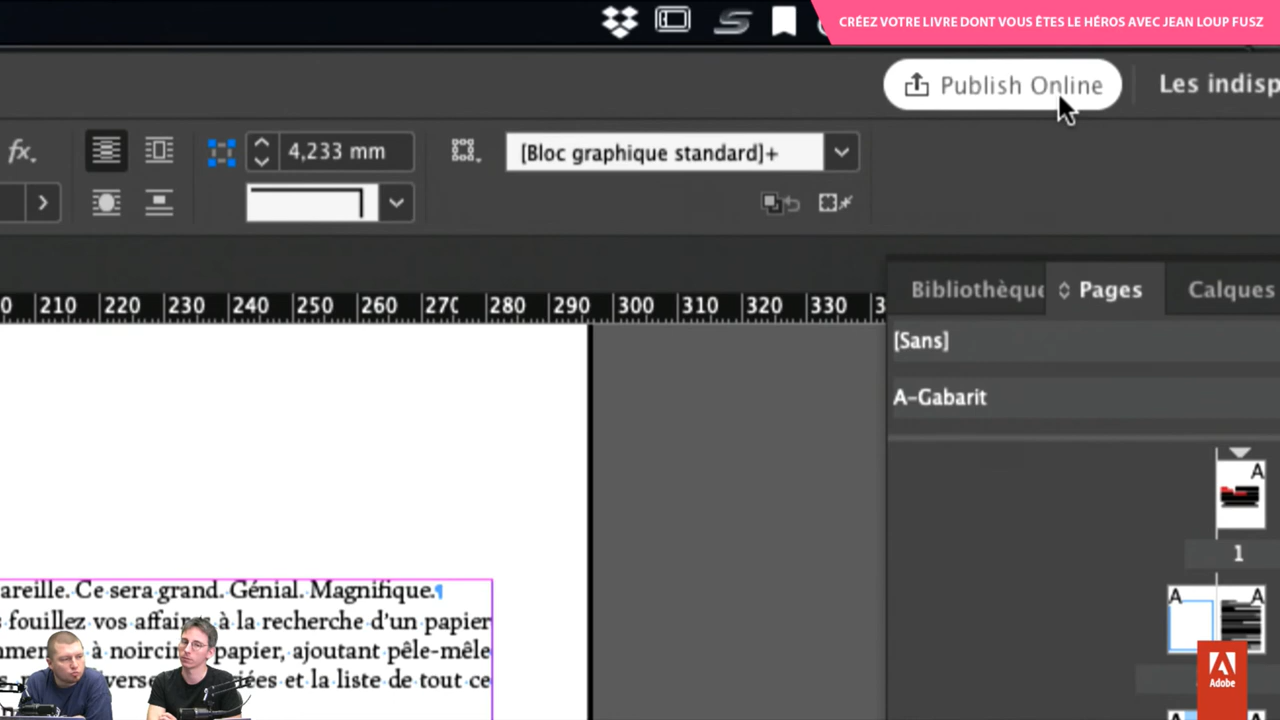 CRÉEZ VOTRE LIVRE DONT VOUS ÊTES LE HÉROS AVEC JEAN LOUP FUSZ
Publish Online
Les indisp
fx.
4,233 mm
[Bloc graphique standard]+
Bibliothèque
Pages
Calques
0 210 220 230 240 250 260 270 280 290 300 310 320 330 3
[Sans]
A-Gabarit
A
1
A A
areille. Ce sera grand. Génial. Magnifique.¶
s fouillez vos affaires à la recherche d'un papier
à noircir papier, ajoutant pêle-mêle
et la liste de tout ce
A A
Adobe